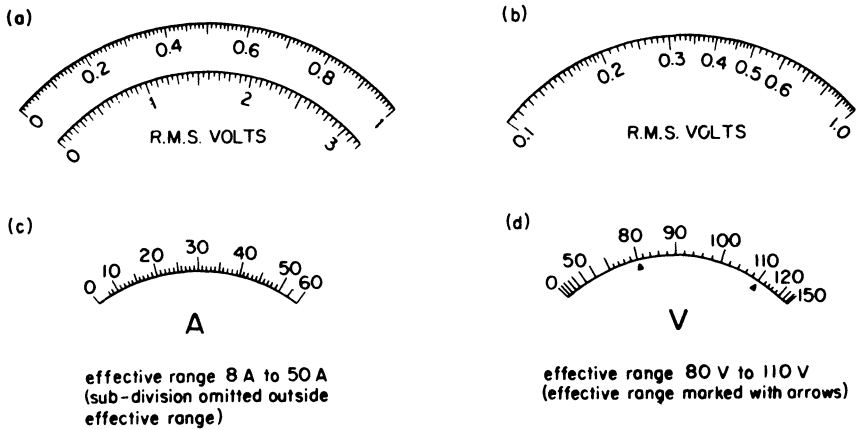 (a)
0 0.2 0.4 0.6 0.8 1
0 1 2 3
R.M.S. VOLTS
(b)
0.1 0.2 0.3 0.4 0.5 0.6 1.0
R.M.S. VOLTS
(c)
0 10 20 30 40 50 60
A
effective range 8 A to 50 A
(sub-division omitted outside
effective range)
(d)
0 50 80 90 100 110 120 150
V
effective range 80 V to 110 V
(effective range marked with arrows)